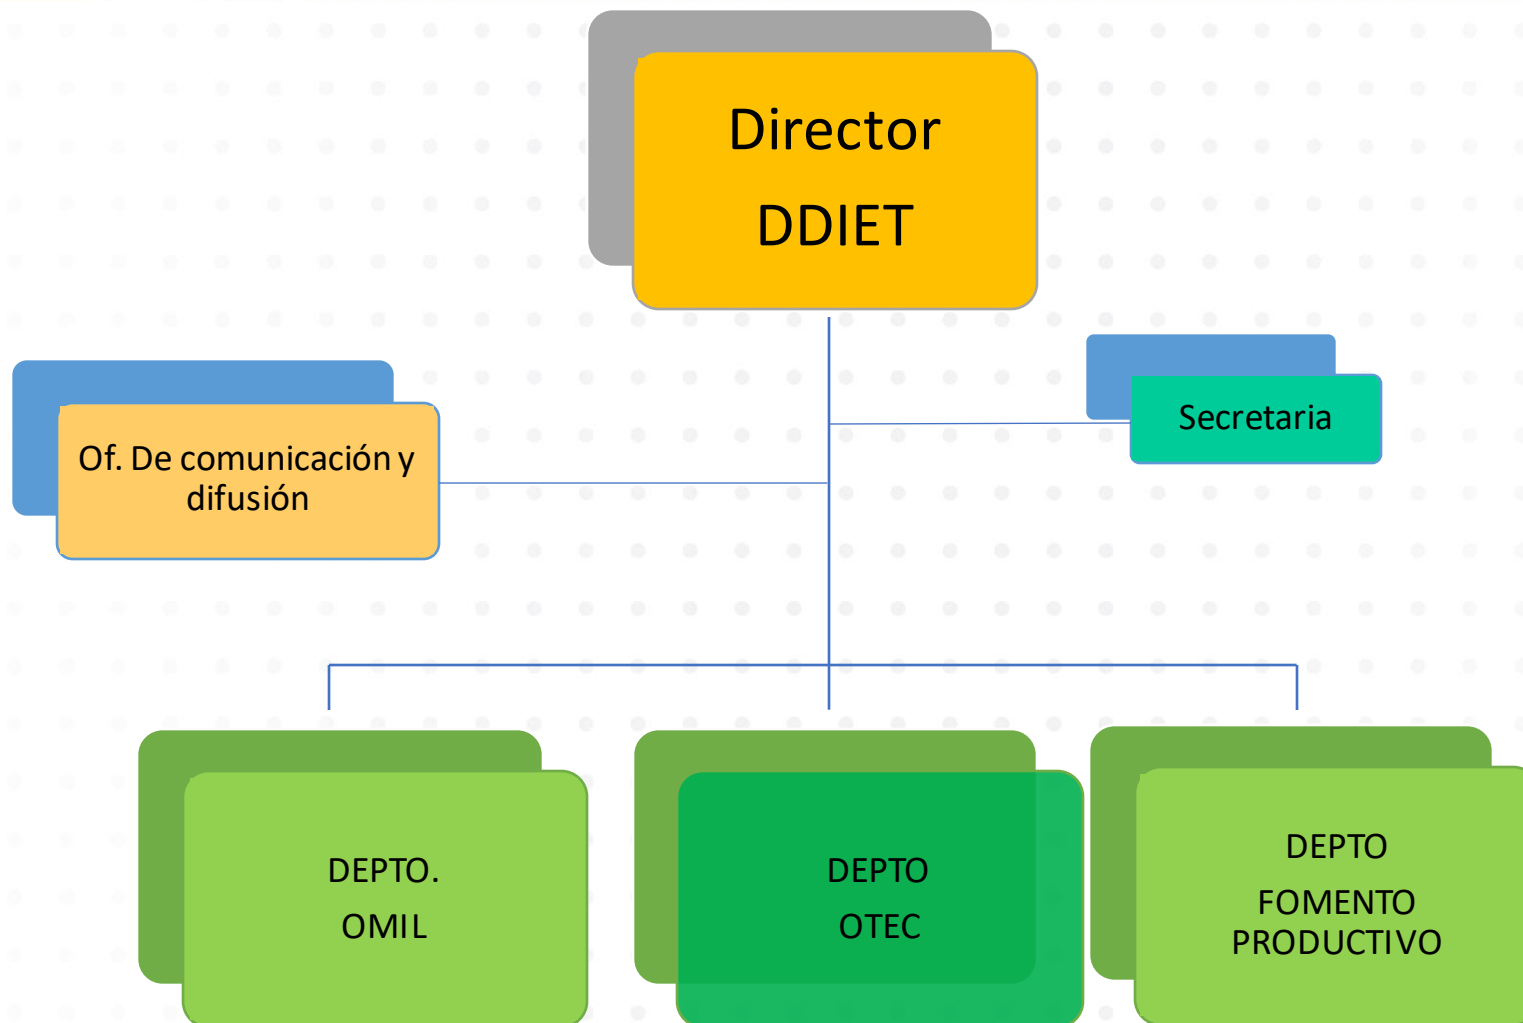 Director
DDIET
Secretaria
Of. De comunicación y
difusión
DEPTO.
OMIL
DEPTO
OTEC
DEPTO
FOMENTO
PRODUCTIVO